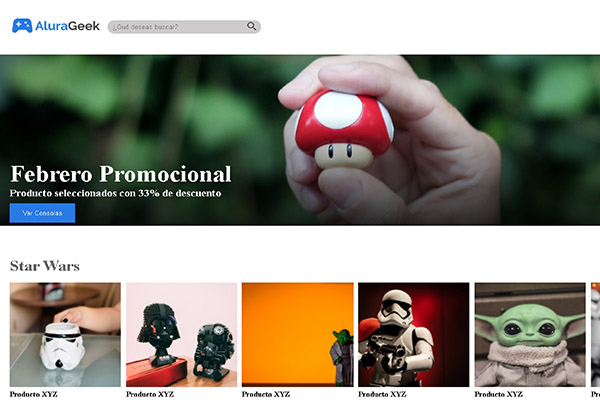 AluraGeek
¿Qué deseas buscar?
Febrero Promocional
Producto seleccionados con 33% de descuento
Ver Consolas
Star Wars
Producto XYZ
Producto XYZ
Producto XYZ
Producto XYZ
Producto XYZ